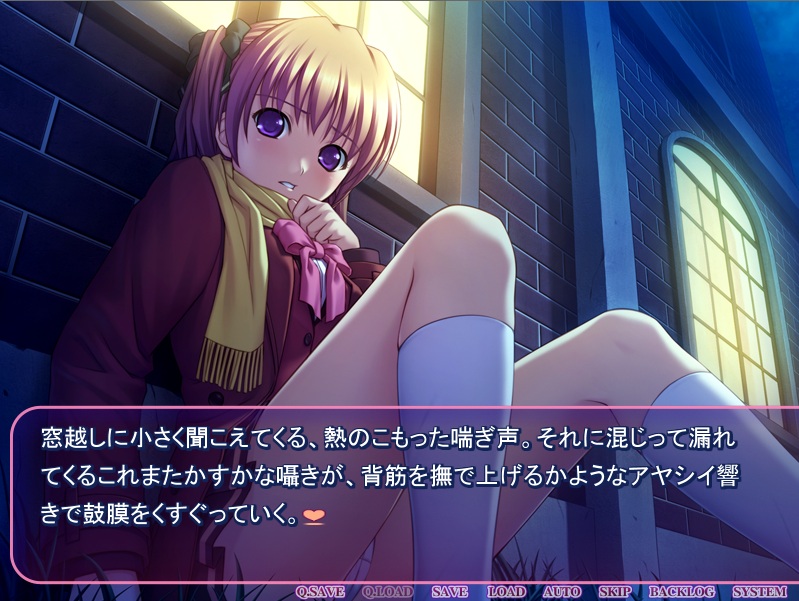 窓越しに小さく聞こえてくる、熱のこもった喘ぎ声。それに混じって漏れ
てくるこれまたかすかな囁きが、背筋を撫で上げるかようなアヤシイ響
きで鼓膜をくすぐっていく。
Q.SAVE Q.LOAD SAVE LOAD AUTO SKIP BACKLOG SYSTEM